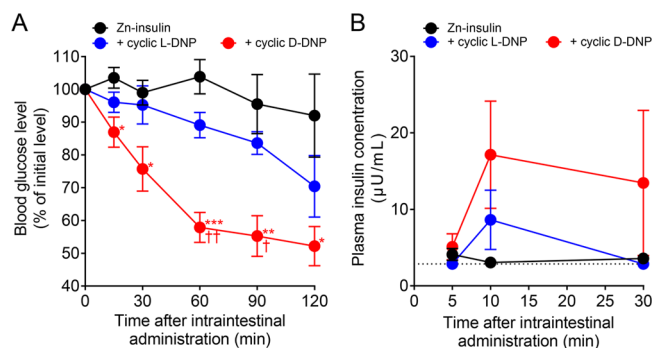 A
Zn-insulin
+ cyclic L-DNP
+ cyclic D-DNP
Blood glucose level
(% of initial level)
110
100
90
80
70
60
50
40
*
*
***
††
**
†
*
0
30
60
90
120
Time after intraintestinal
administration (min)
B
Zn-insulin
+ cyclic L-DNP
+ cyclic D-DNP
Plasma insulin concentration
(μU/mL)
30
20
10
0
0
5
10
15
20
25
30
Time after intraintestinal
administration (min)